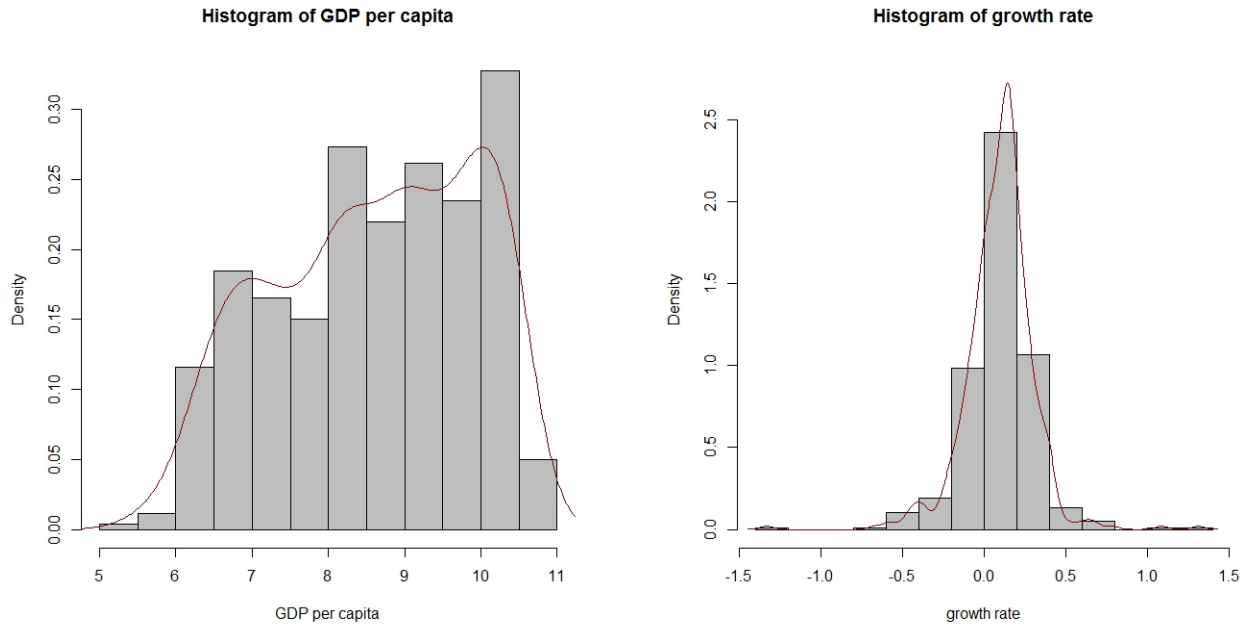 Histogram of GDP per capita
Density
0.00
0.05
0.10
0.15
0.20
0.25
0.30
5 6 7 8 9 10 11
GDP per capita
Histogram of growth rate
Density
0.0
0.5
1.0
1.5
2.0
2.5
-1.5 -1.0 -0.5 0.0 0.5 1.0 1.5
growth rate